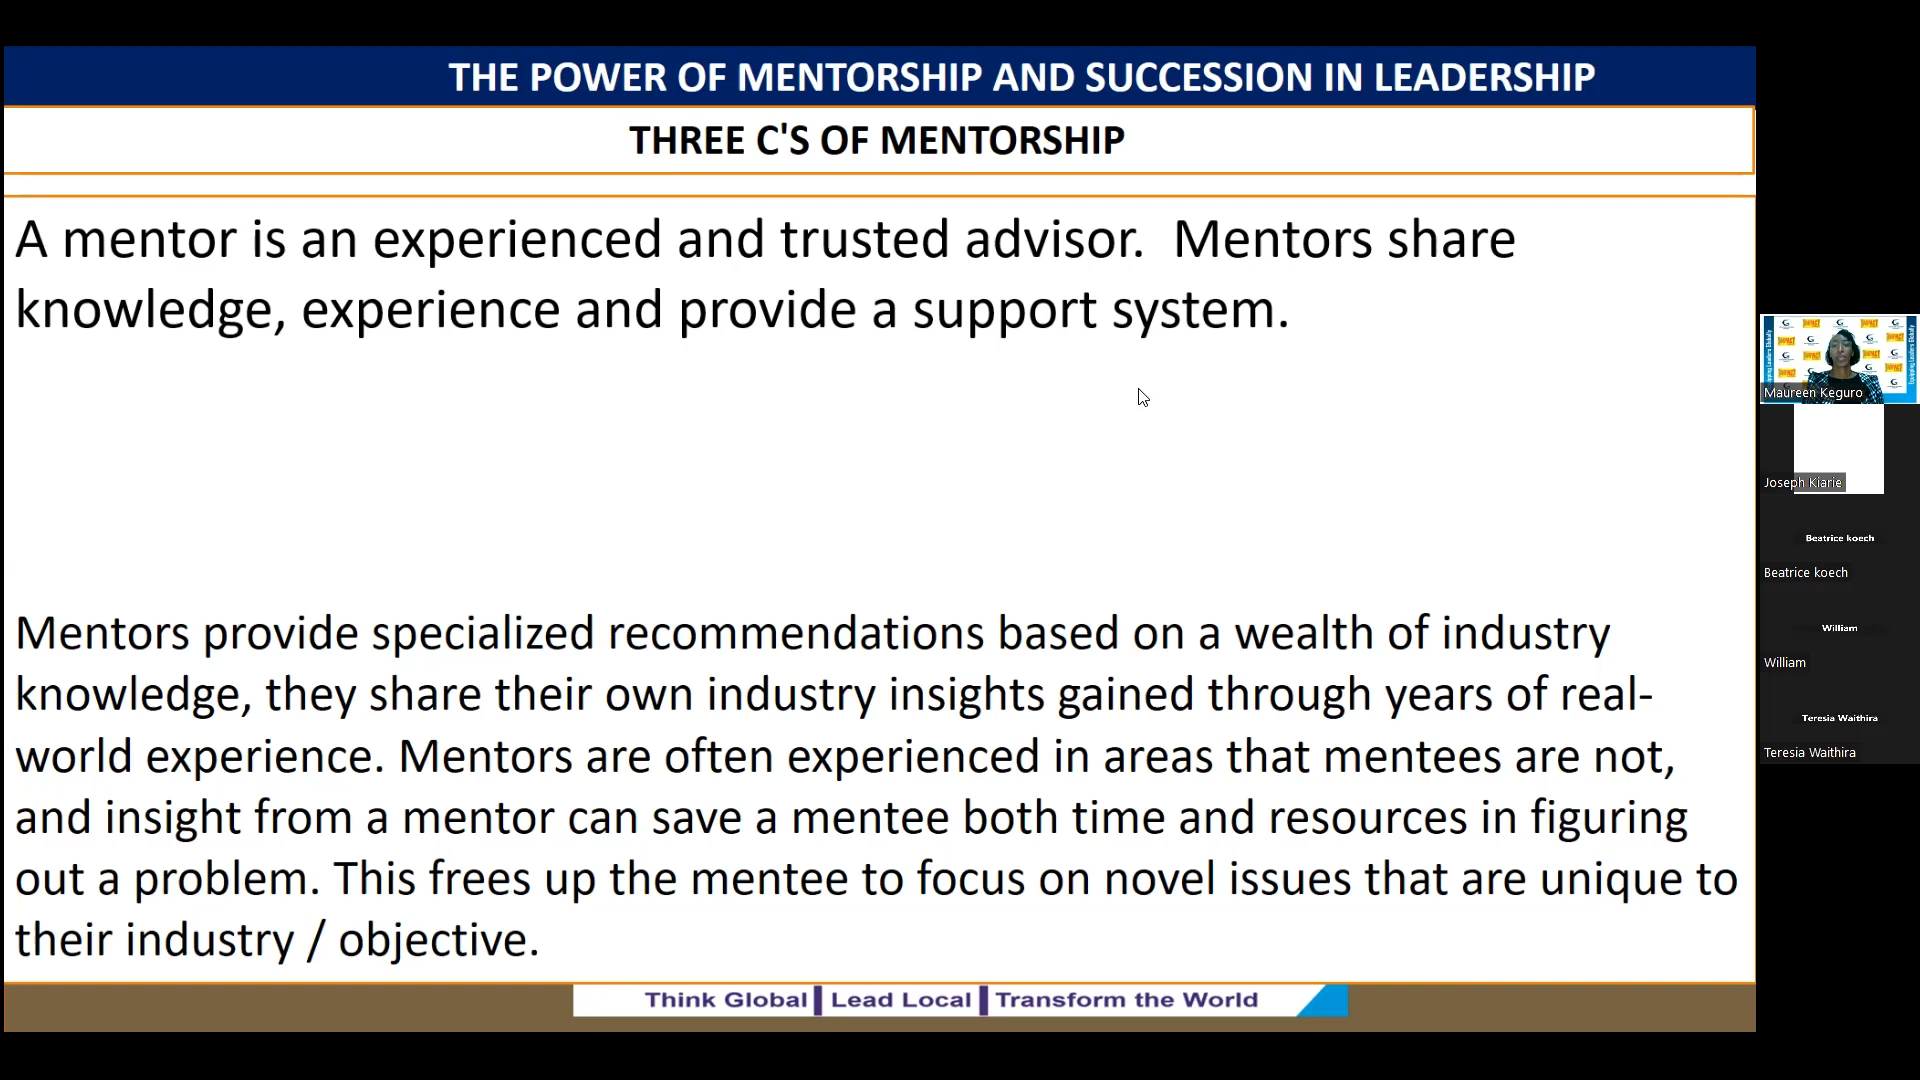 THE POWER OF MENTORSHIP AND SUCCESSION IN LEADERSHIP
THREE C'S OF MENTORSHIP
A mentor is an experienced and trusted advisor.  Mentors share
knowledge, experience and provide a support system.
Mentors provide specialized recommendations based on a wealth of industry
knowledge, they share their own industry insights gained through years of real-
world experience. Mentors are often experienced in areas that mentees are not,
and insight from a mentor can save a mentee both time and resources in figuring
out a problem. This frees up the mentee to focus on novel issues that are unique to
their industry / objective.
Think Global Lead Local Transform the World
Maureen Keguro
Joseph Kiarie
Beatrice koech
Beatrice koech
William
William
Teresia Waithira
Teresia Waithira